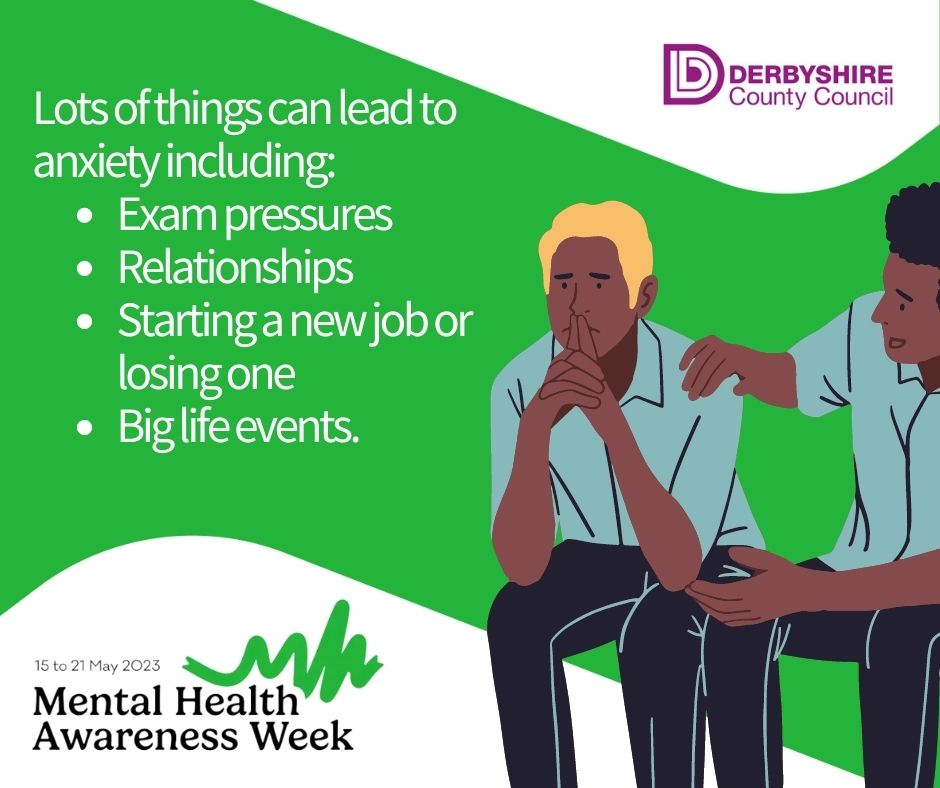 DERBYSHIRE
County Council
Lots of things can lead to
anxiety including:
• Exam pressures
• Relationships
• Starting a new job or
losing one
• Big life events.
15 to 21 May 2023
Mental Health
Awareness Week